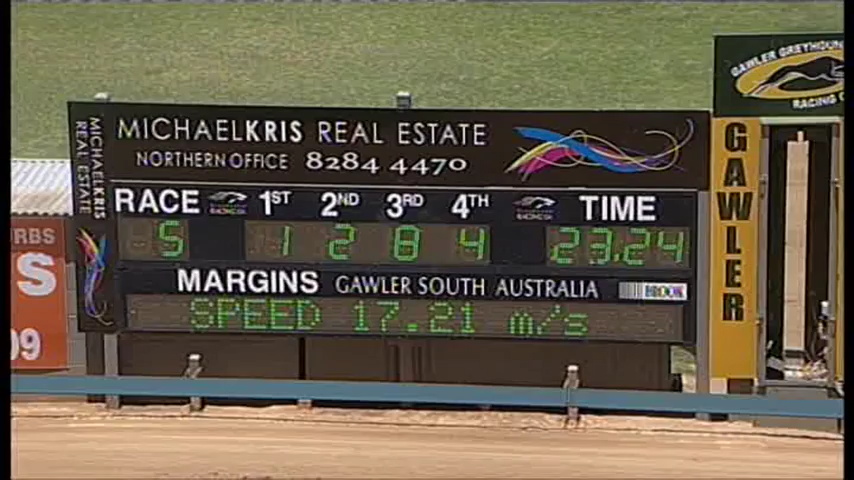 GAWLER GREYHOUND
RACING C
MICHAELKRIS REAL ESTATE
NORTHERN OFFICE 8284 4470
MICHAELKRIS
REAL ESTATE
RACE 1ST 2ND 3RD 4TH TIME
5 1 2 8 4 23.24
MARGINS GAWLER SOUTH AUSTRALIA
SPEED 17.21 m/s
GAWLER
RBS
S
09